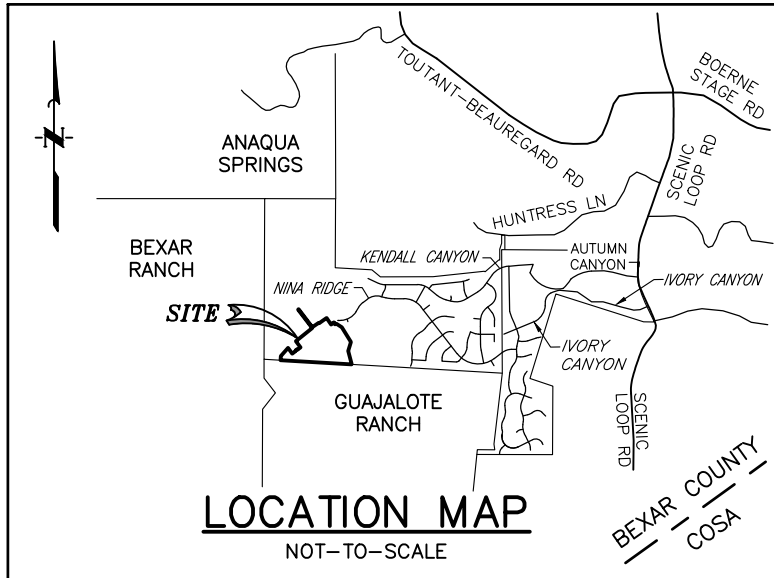 TOUTANT-BEAUREGARD RD
BOERNE
STAGE RD
ANAQUA
SPRINGS
SCENIC LOOP RD
HUNTRESS LN
BEXAR
RANCH
KENDALL CANYON
AUTUMN
CANYON
NINA RIDGE
IVORY CANYON
SITE
IVORY
CANYON
GUAJALOTE
RANCH
SCENIC
LOOP RD
BEXAR COUNTY
COSA
LOCATION MAP
NOT-TO-SCALE
N